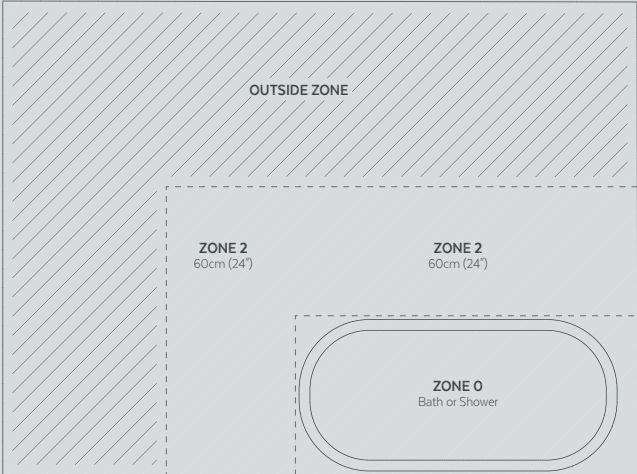 OUTSIDE ZONE
ZONE 2
60cm (24")
ZONE 2
60cm (24")
ZONE 0
Bath or Shower